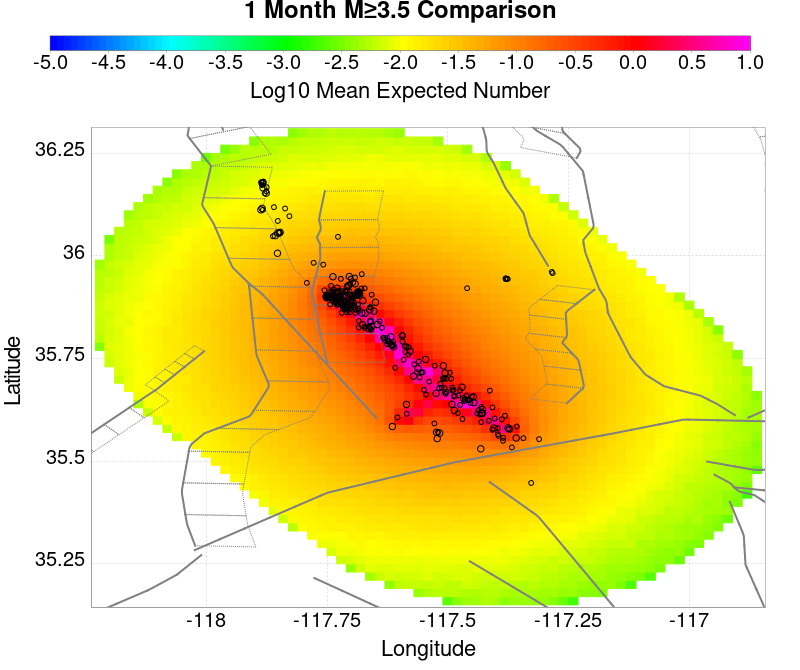 1 Month M≥3.5 Comparison
-5.0 -4.5 -4.0 -3.5 -3.0 -2.5 -2.0 -1.5 -1.0 -0.5 0.0 0.5 1.0
Log10 Mean Expected Number
36.25
36
35.75
35.5
35.25
Latitude
-118 -117.75 -117.5 -117.25 -117
Longitude